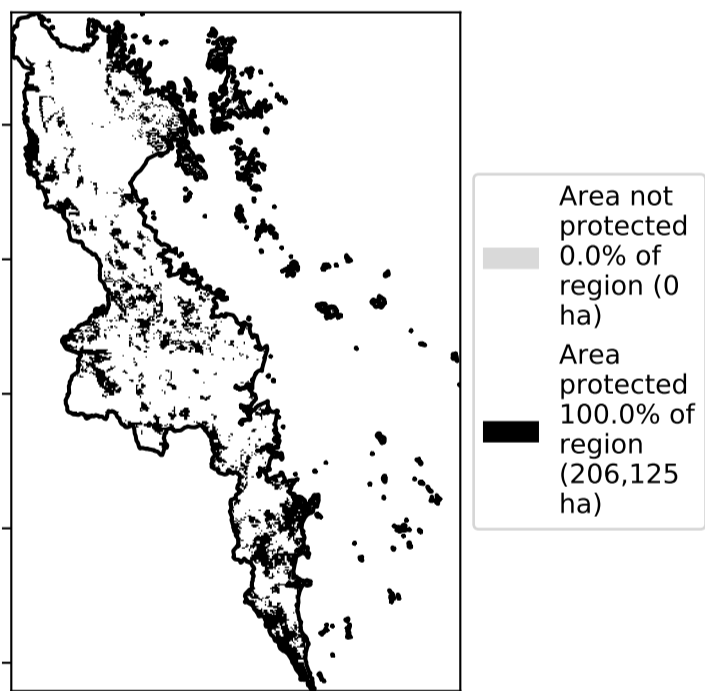 Area not
protected
0.0% of
region (0
ha)
Area
protected
100.0% of
region
(206,125
ha)